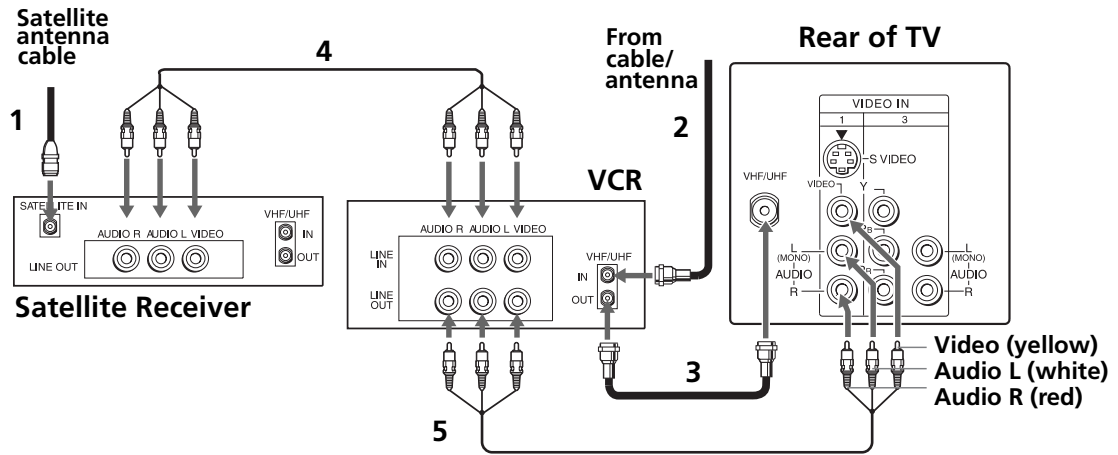 Satellite
antenna
cable
1
4
From
cable/
antenna
2
Rear of TV
VIDEO IN
1
3
S VIDEO
VHF/UHF
VIDEO
Y
PB
PR
L
(MONO)
AUDIO
R
L
(MONO)
AUDIO
R
SATELLITE IN
AUDIO R AUDIO L VIDEO
LINE OUT
VHF/UHF
IN
OUT
Satellite Receiver
VCR
AUDIO R AUDIO L VIDEO
LINE
IN
LINE
OUT
VHF/UHF
IN
OUT
3
5
Video (yellow)
Audio L (white)
Audio R (red)